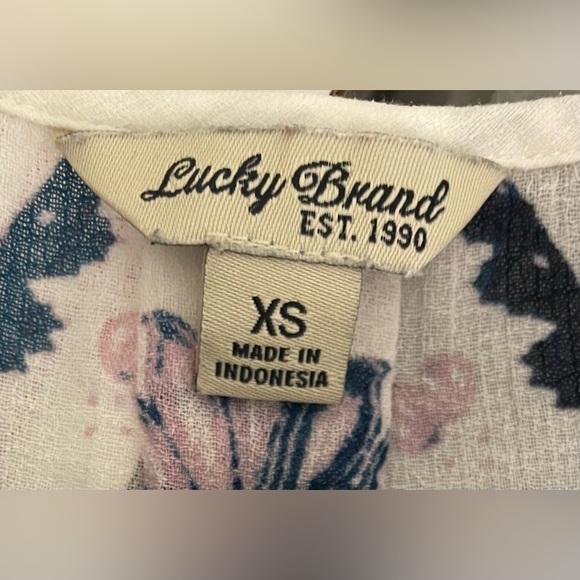 Lucky Brand
EST. 1990
XS
MADE IN
INDONESIA